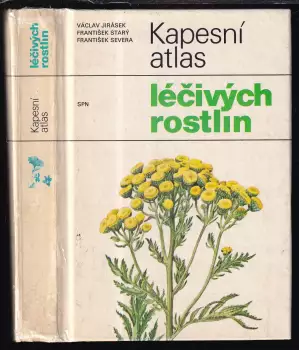 VÁCLAV JIRÁSEK
FRANTIŠEK STARÝ
FRANTIŠEK SEVERA
SPN
Kapesní
atlas
léčivých
rostlin
léčivých
rostlin
Kapesní
atlas